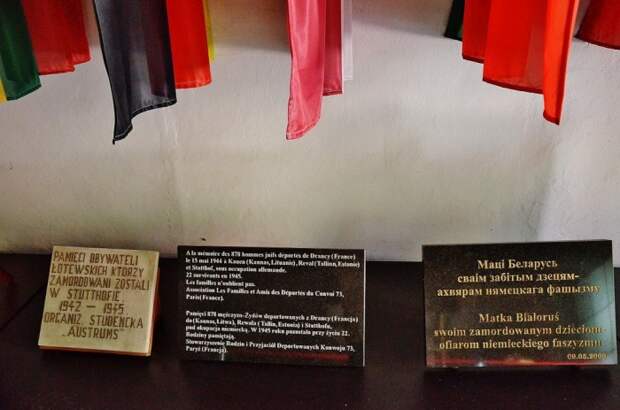 PAMIĘCI OBYWATELI
ŁOTEWSKICH KTÓRZY
ZAMORDOWANI ZOSTALI
W STUTTHOFIE
1942 – 1945
ORGANIZ. STUDENCKA
AUSTRUMS"
A la mémoire des 878 hommes juifs déportés de Drancy (France)
le 15 mai 1944 à Kauen (Kaunas, Lituanie), Reval (Tallinn, Estonie)
et Stutthof, sous occupation allemande.
22 survivants en 1945.
Les familles n'oublient pas.
Association Les Familles et Amis des Déportés du Convoi 73,
Paris (France).
Pamięci 878 mężczyzn-Żydów deportowanych z Drancy (Francja)
do (Kaunas, Litwa), Rewala (Tallin, Estonia) i Stutthofu,
pod okupacją niemiecką. W 1945 roku pozostało przy życiu 22.
Rodziny pamiętają.
Stowarzyszenie Rodzin i Przyjaciół Deportowanych Konwoju 73,
Paryż (Francja).
Маці Беларусь
сваім забітым дзецям-
ахвярам нямецкага фашызму
Matka Białoruś
swoim zamordowanym dzieciom-
ofiarom niemieckiego faszyzmu
09.05.2000